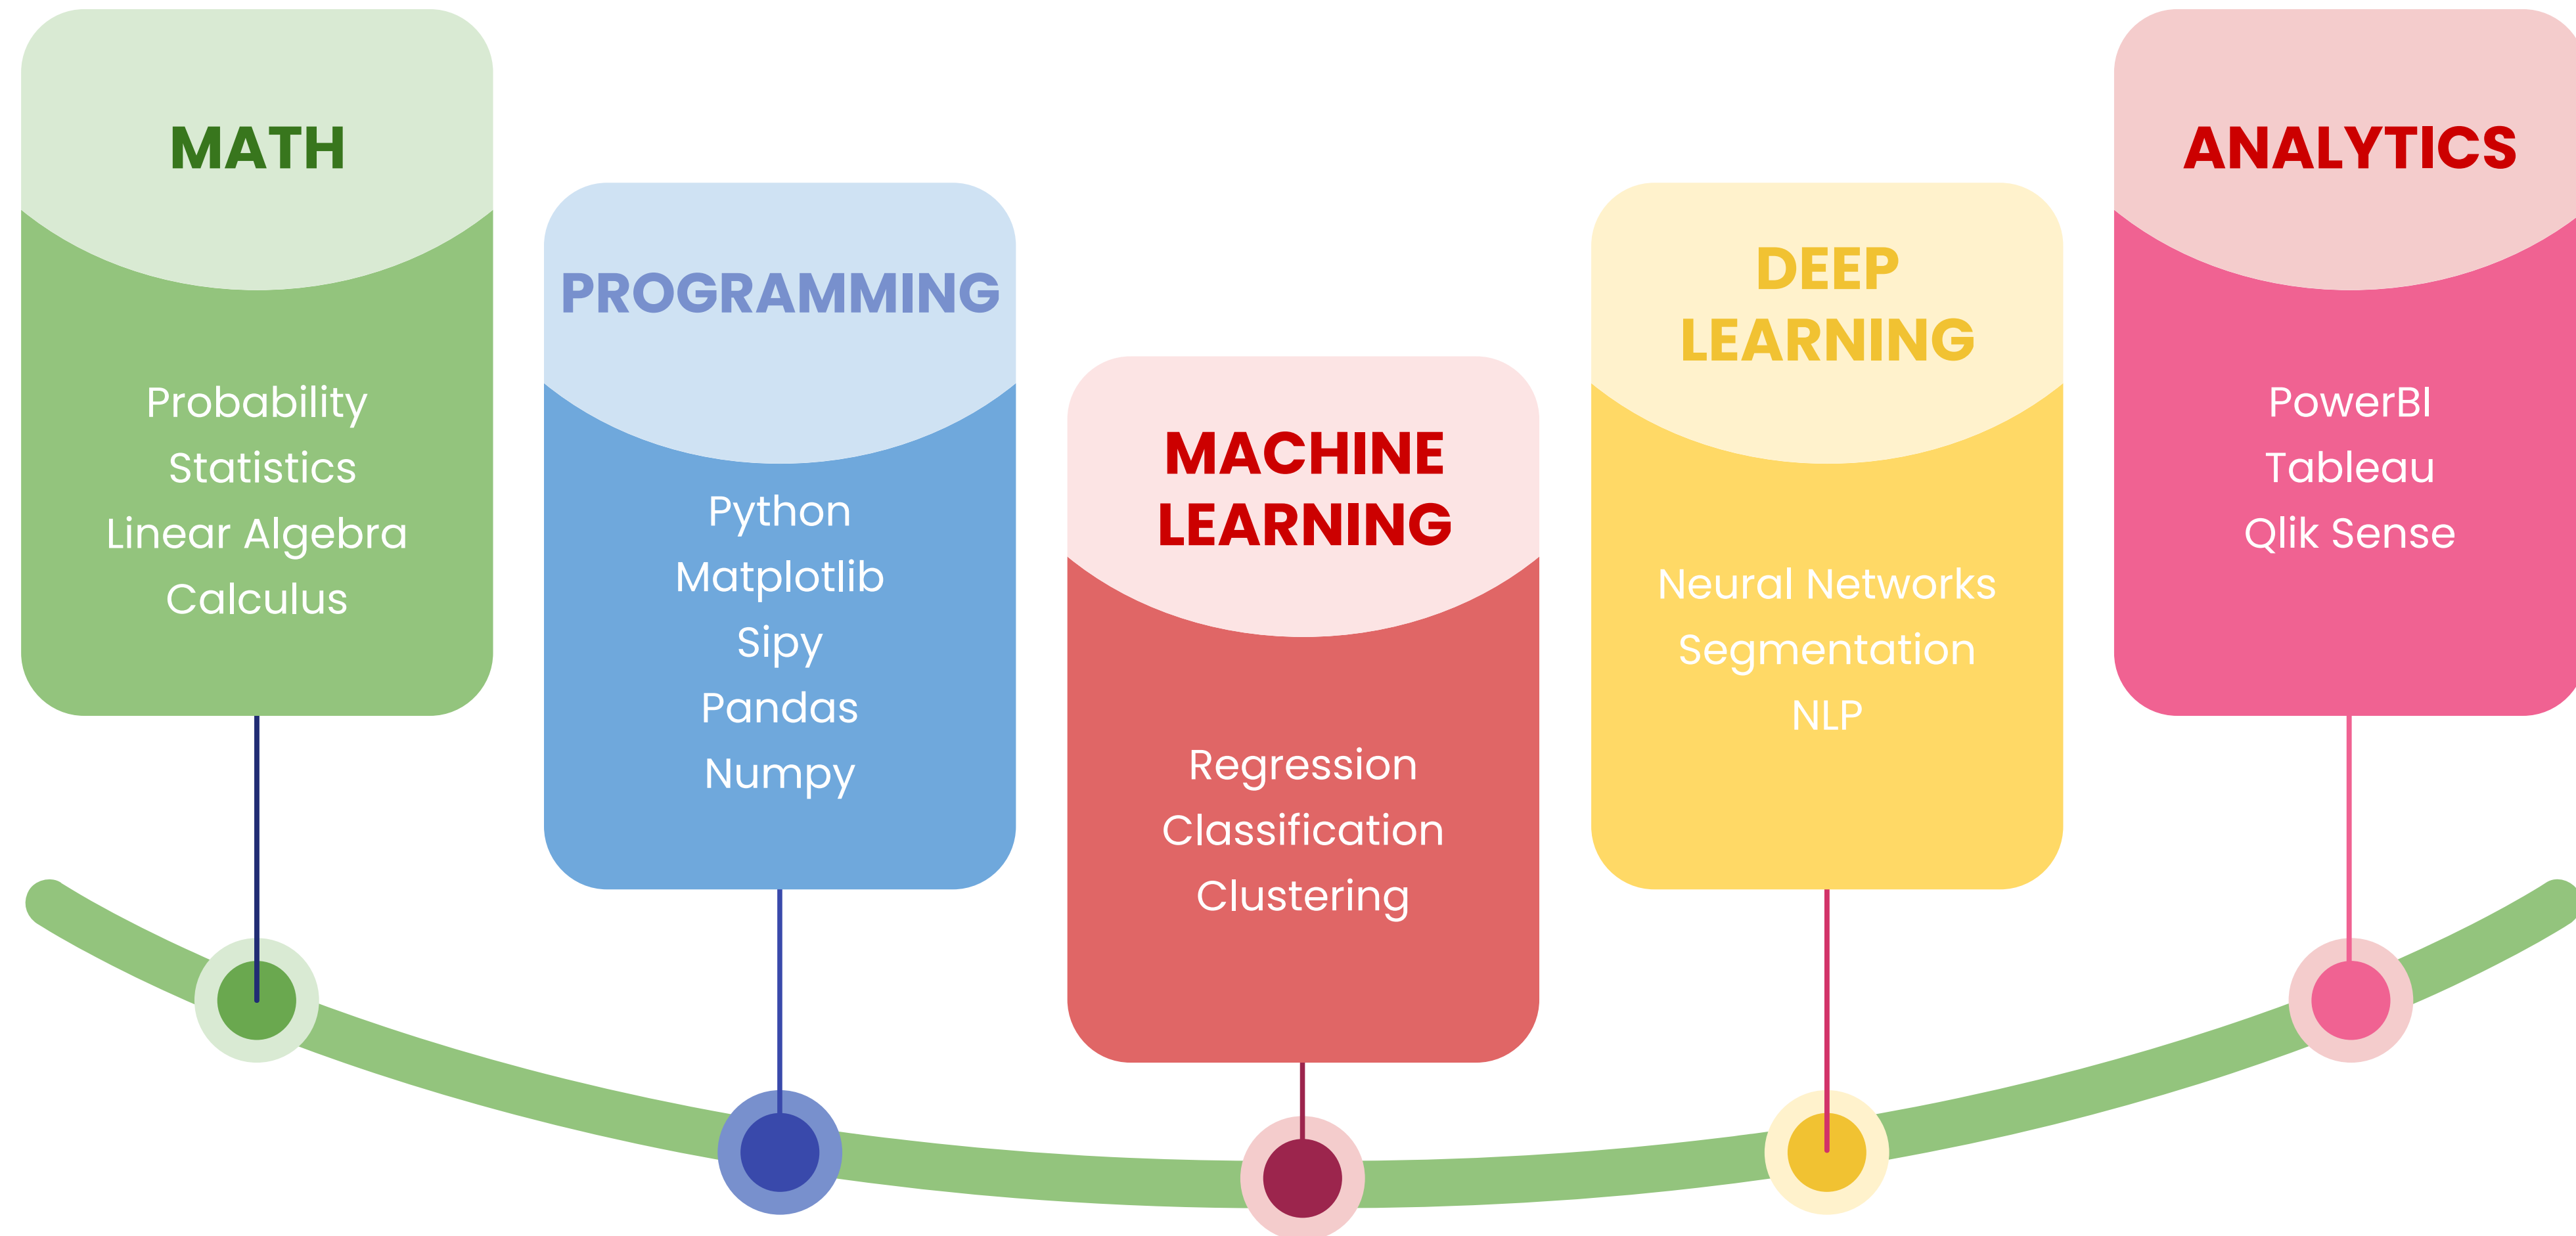 MATH
Probability
Statistics
Linear Algebra
Calculus
PROGRAMMING
Python
Matplotlib
Sipy
Pandas
Numpy
MACHINE
LEARNING
Regression
Classification
Clustering
DEEP
LEARNING
Neural Networks
Segmentation
NLP
ANALYTICS
PowerBI
Tableau
Qlik Sense